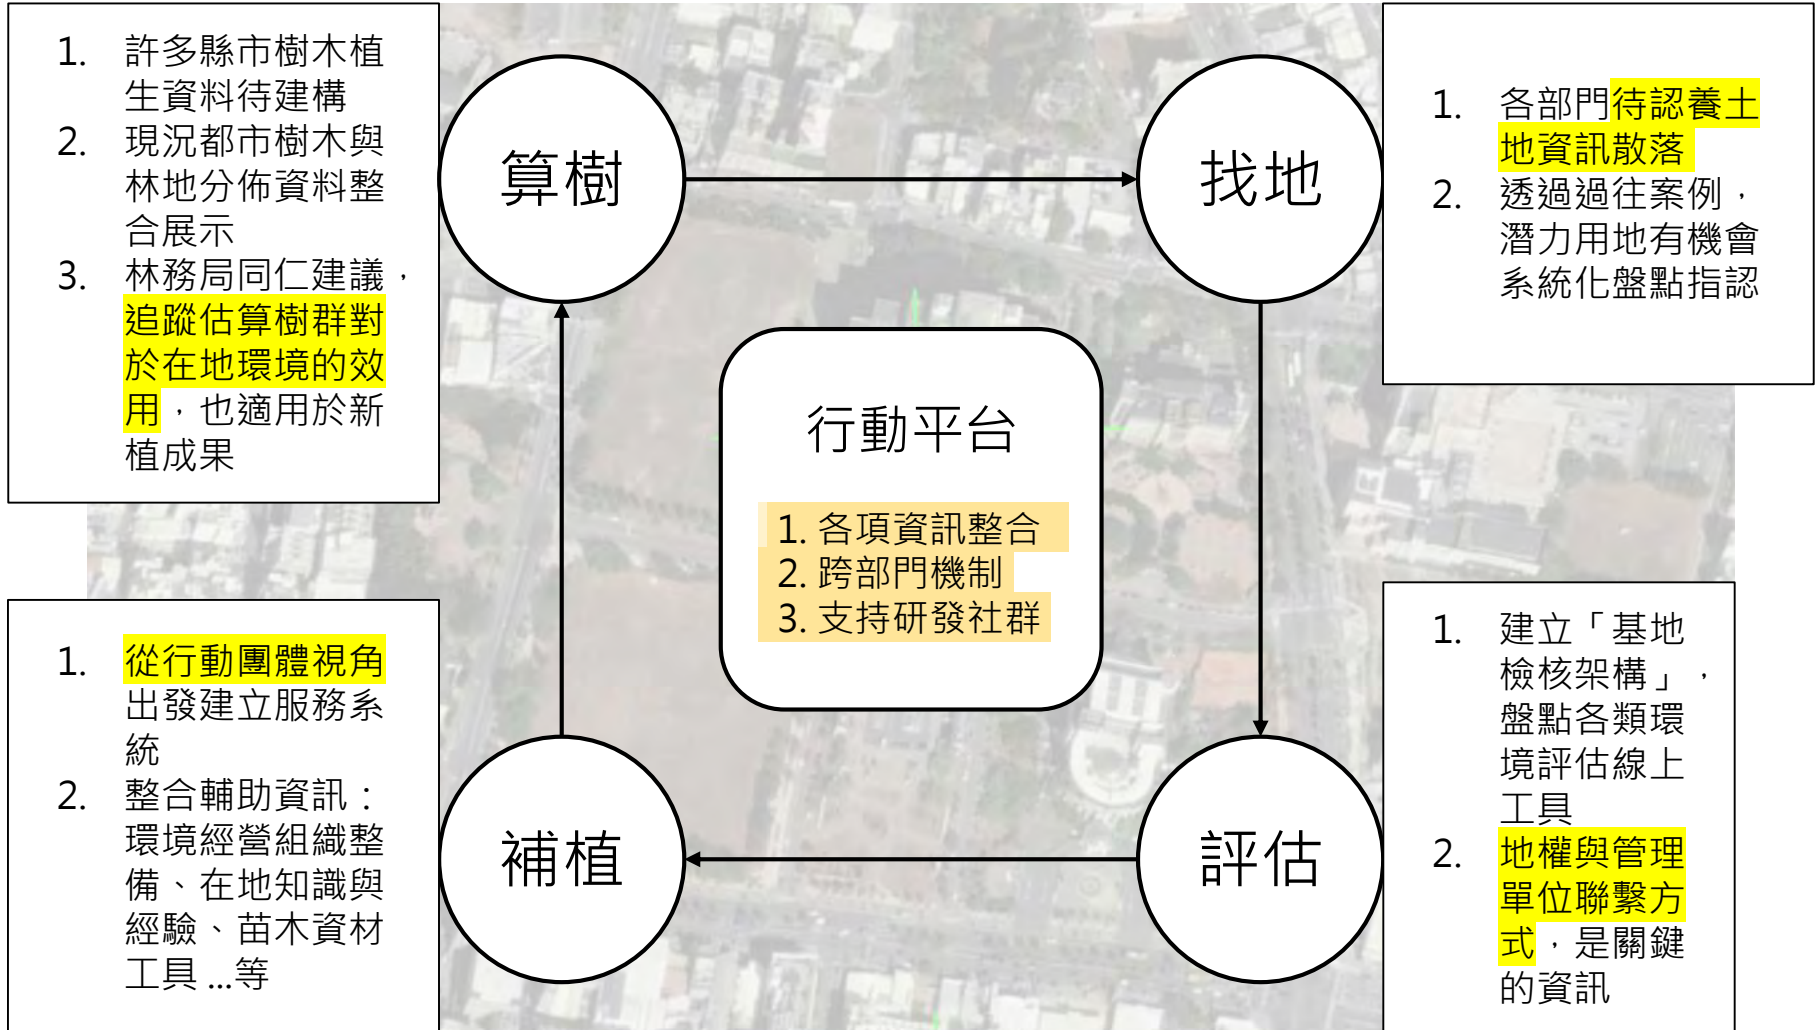 1. 許多縣市樹木植
生資料待建構
2. 現況都市樹木與
林地分佈資料整
合展示
3. 林務局同仁建議，
追蹤估算樹群對
於在地環境的效
用，也適用於新
植成果
算樹
找地
1. 各部門待認養土
地資訊散落
2. 透過過往案例，
潛力用地有機會
系統化盤點指認
行動平台
1. 各項資訊整合
2. 跨部門機制
3. 支持研發社群
1. 從行動團體視角
出發建立服務系
統
2. 整合輔助資訊：
環境經營組織整
備、在地知識與
經驗、苗木資材
工具...等
補植
評估
1. 建立「基地
檢核架構」，
盤點各類環
境評估線上
工具
2. 地權與管理
單位聯繫方
式，是關鍵
的資訊